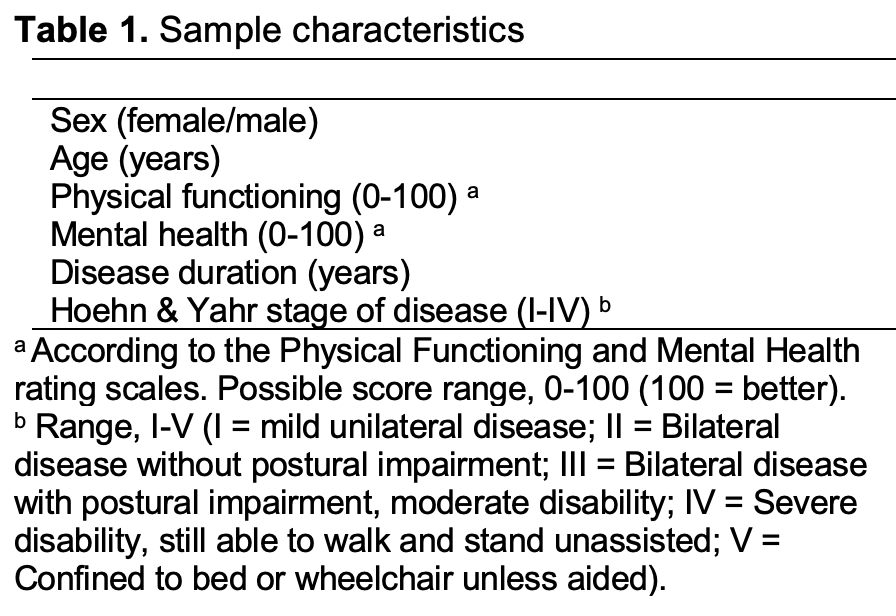 Table 1. Sample characteristics
Sex (female/male)
Age (years)
Physical functioning (0-100) a
Mental health (0-100) a
Disease duration (years)
Hoehn & Yahr stage of disease (I-IV) b
a According to the Physical Functioning and Mental Health
rating scales. Possible score range, 0-100 (100 = better).
b Range, I-V (I = mild unilateral disease; II = Bilateral
disease without postural impairment; III = Bilateral disease
with postural impairment, moderate disability; IV = Severe
disability, still able to walk and stand unassisted; V =
Confined to bed or wheelchair unless aided).